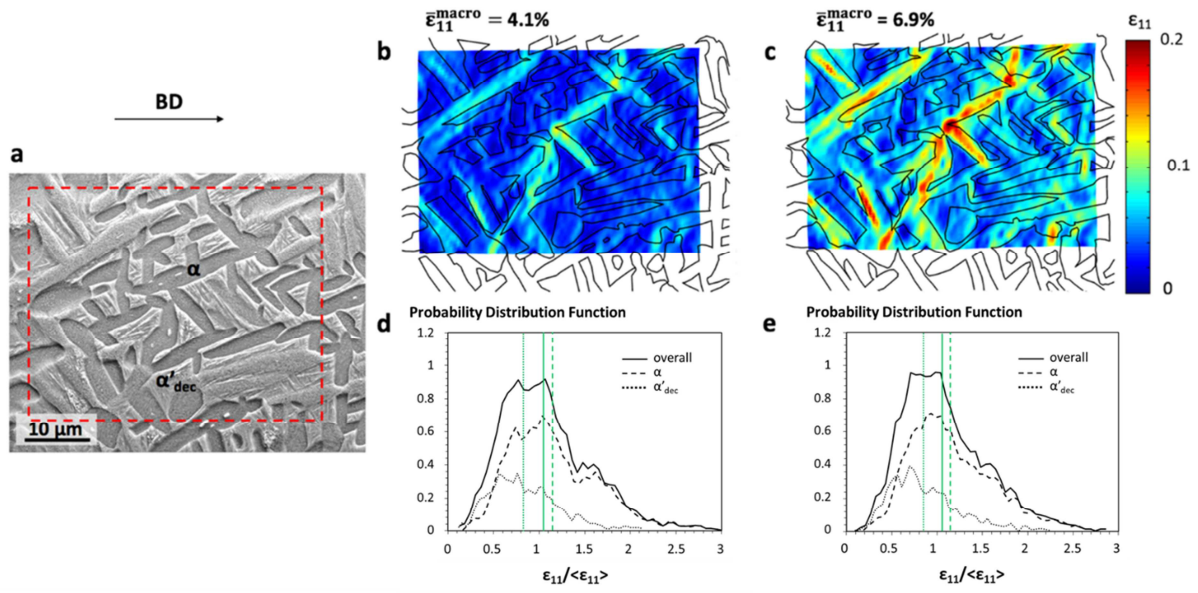 ε̅₁₁ᵐᵃᶜʳᵒ = 4.1%
ε̅₁₁ᵐᵃᶜʳᵒ = 6.9%
ε₁₁
b
c
0.2
0.1
0
BD
a
α
α'dec
10 µm
d
Probability Distribution Function
1.2
1
0.8
0.6
0.4
0.2
0
overall
α
α'dec
0 0.5 1 1.5 2 2.5 3
ε₁₁/<ε₁₁>
e
Probability Distribution Function
1.2
1
0.8
0.6
0.4
0.2
0
overall
α
α'dec
0 0.5 1 1.5 2 2.5 3
ε₁₁/<ε₁₁>